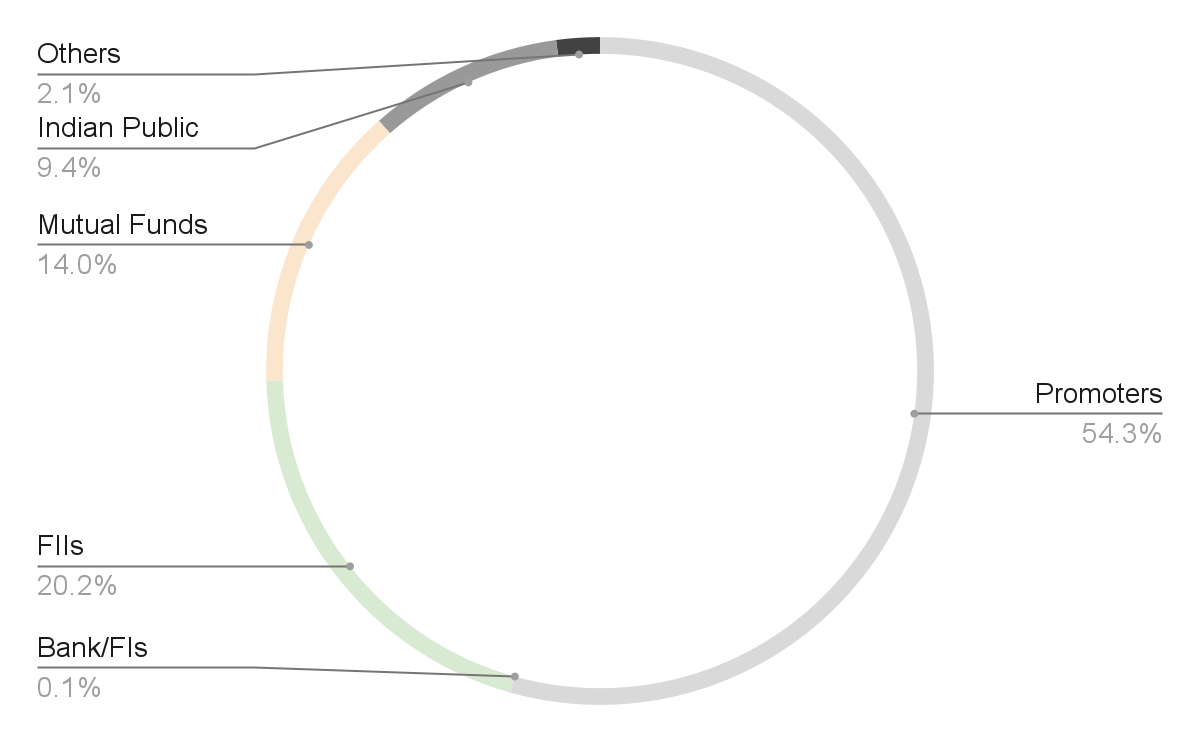 Others
2.1%
Indian Public
9.4%
Mutual Funds
14.0%
Promoters
54.3%
FIIs
20.2%
Bank/FIs
0.1%